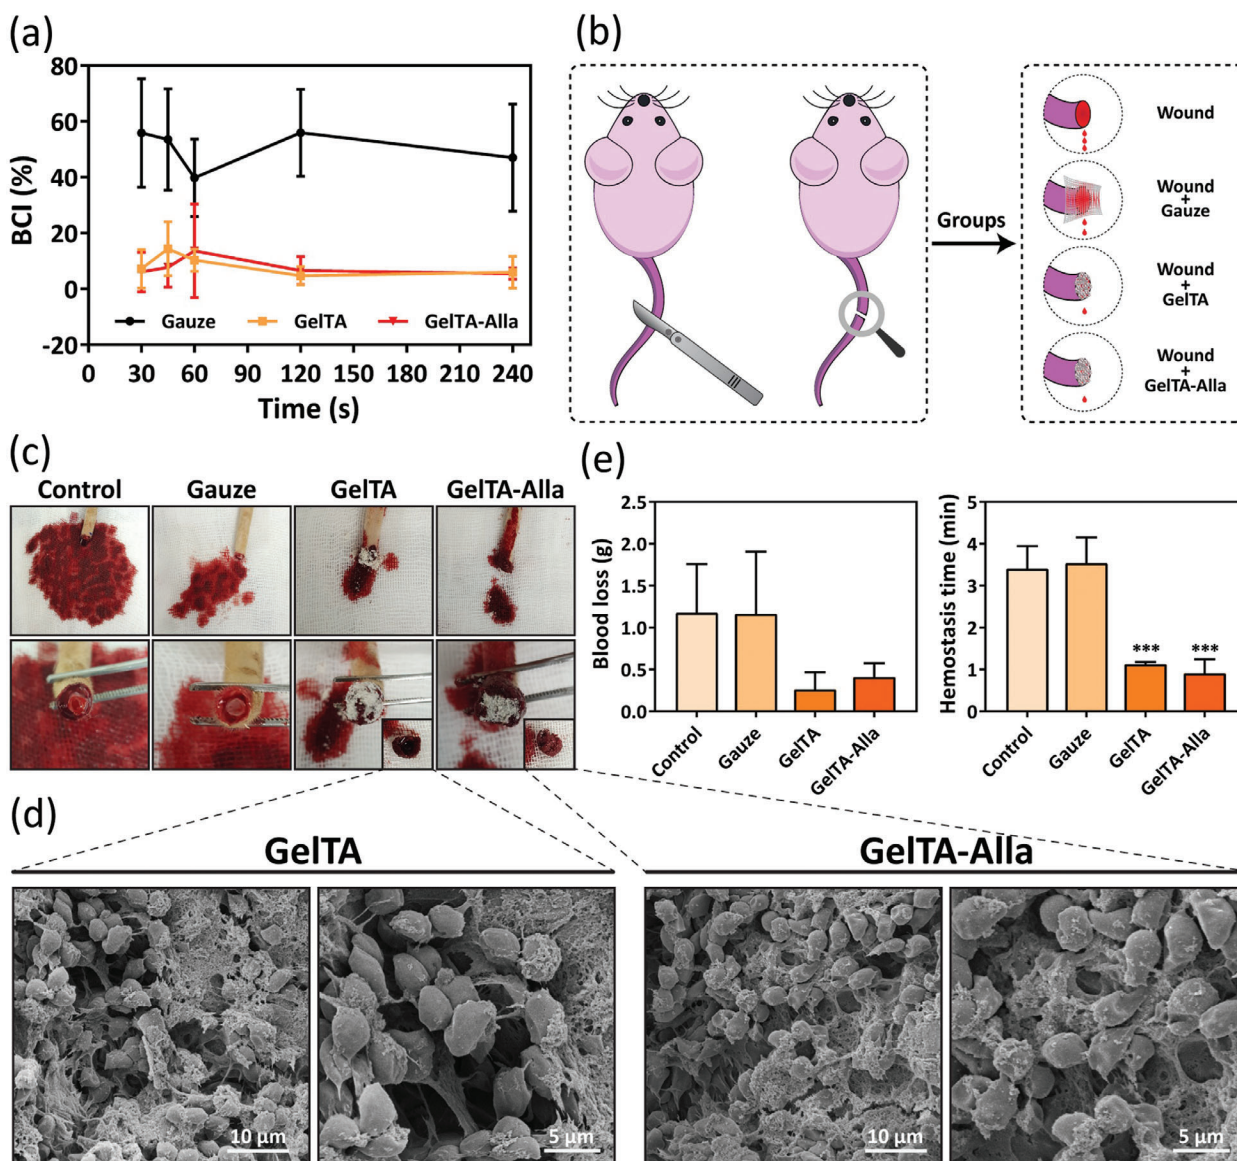 (a)
80
60
40
20
0
-20
BCI (%)
Gauze GelTA GelTA-Alla
0 30 60 90 120 150 180 210 240
Time (s)
(b)
Groups
Wound
Wound
+
Gauze
Wound
+
GelTA
Wound
+
GelTA-Alla
(c)
Control Gauze GelTA GelTA-Alla
(e)
2.5
2.0
1.5
1.0
0.5
0.0
Blood loss (g)
Control Gauze GelTA GelTA-Alla
5
4
3
2
1
0
Hemostasis time (min)
*** ***
Control Gauze GelTA GelTA-Alla
(d)
GelTA GelTA-Alla
10 µm 5 µm 10 µm 5 µm